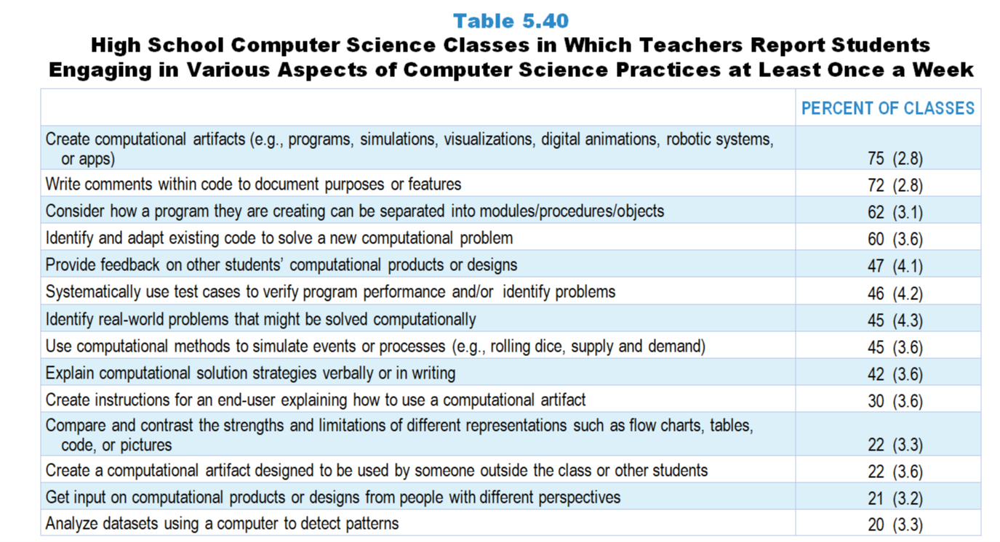 Table 5.40
High School Computer Science Classes in Which Teachers Report Students
Engaging in Various Aspects of Computer Science Practices at Least Once a Week
PERCENT OF CLASSES
Create computational artifacts (e.g., programs, simulations, visualizations, digital animations, robotic systems,
or apps) 75 (2.8)
Write comments within code to document purposes or features 72 (2.8)
Consider how a program they are creating can be separated into modules/procedures/objects 62 (3.1)
Identify and adapt existing code to solve a new computational problem 60 (3.6)
Provide feedback on other students’ computational products or designs 47 (4.1)
Systematically use test cases to verify program performance and/or identify problems 46 (4.2)
Identify real-world problems that might be solved computationally 45 (4.3)
Use computational methods to simulate events or processes (e.g., rolling dice, supply and demand) 45 (3.6)
Explain computational solution strategies verbally or in writing 42 (3.6)
Create instructions for an end-user explaining how to use a computational artifact 30 (3.6)
Compare and contrast the strengths and limitations of different representations such as flow charts, tables,
code, or pictures 22 (3.3)
Create a computational artifact designed to be used by someone outside the class or other students 22 (3.6)
Get input on computational products or designs from people with different perspectives 21 (3.2)
Analyze datasets using a computer to detect patterns 20 (3.3)